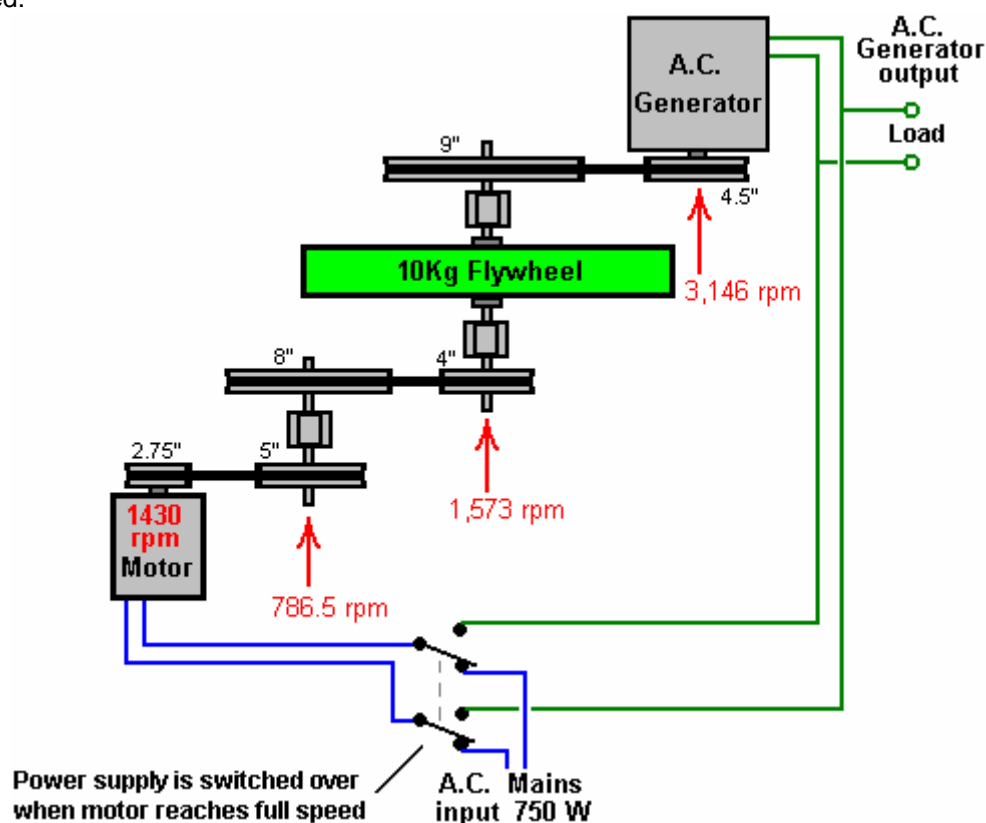 ed.
A.C.
Generator
output
A.C.
Generator
Load
9"
4.5"
10Kg Flywheel
3,146 rpm
8"
4"
2.75"
5"
1,573 rpm
1430
rpm
Motor
786.5 rpm
Power supply is switched over
when motor reaches full speed
A.C. Mains
input 750 W